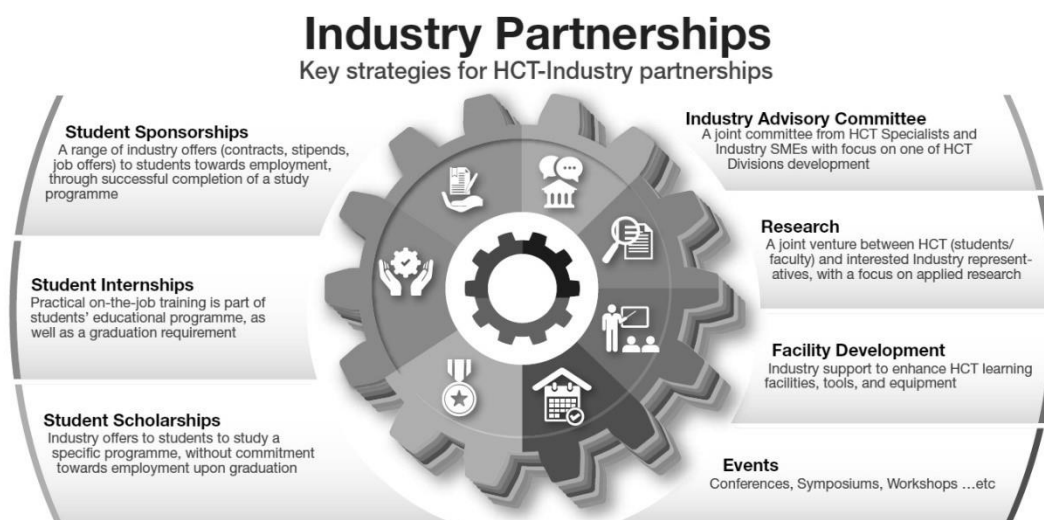 Industry Partnerships
Key strategies for HCT-Industry partnerships
Student Sponsorships
A range of industry offers (contracts, stipends,
job offers) to students towards employment,
through successful completion of a study
programme
Student Internships
Practical on-the-job training is part of
students' educational programme, as
well as a graduation requirement
Student Scholarships
Industry offers to students to study a
specific programme, without commitment
towards employment upon graduation
Industry Advisory Committee
A joint committee from HCT Specialists and
Industry SMEs with focus on one of HCT
Divisions development
Research
A joint venture between HCT (students/
faculty) and interested Industry represent-
atives, with a focus on applied research
Facility Development
Industry support to enhance HCT learning
facilities, tools, and equipment
Events
Conferences, Symposiums, Workshops ...etc